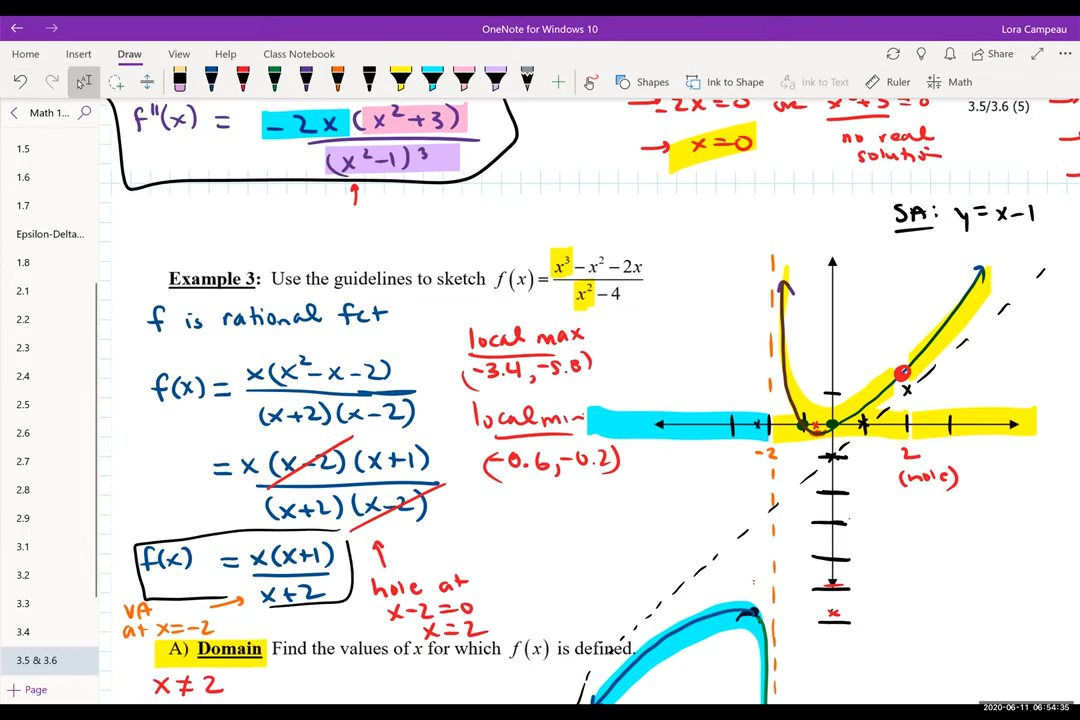 OneNote for Windows 10
Lora Campeau
Home Insert Draw View Help Class Notebook
Share
Shapes Ink to Shape Ink to Text Ruler Math
Math 1...
1.5
1.6
1.7
Epsilon-Delta...
1.8
2.1
2.2
2.3
2.4
2.5
2.6
2.7
2.8
2.9
3.1
3.2
3.3
3.4
3.5 & 3.6
+ Page
f''(x) = -2x(x²+3)
(x²-1)³
→ -2x=0 or x²+3=0
→ x=0
no real
solution
3.5/3.6 (5)
SA: y=x-1
Example 3: Use the guidelines to sketch f(x) = x³ - x² - 2x
x² - 4
f is rational fct
f(x) = x(x²-x-2)
(x+2)(x-2)
= x(x-2)(x+1)
(x+2)(x-2)
f(x) = x(x+1)
x+2
VA
at x=-2
hole at
x-2=0
x=2
local max
(-3.4, -5.8)
local min
(-0.6, -0.2)
-2
2
(hole)
A) Domain Find the values of x for which f(x) is defined.
x≠2
2020-06-11 06:54:35